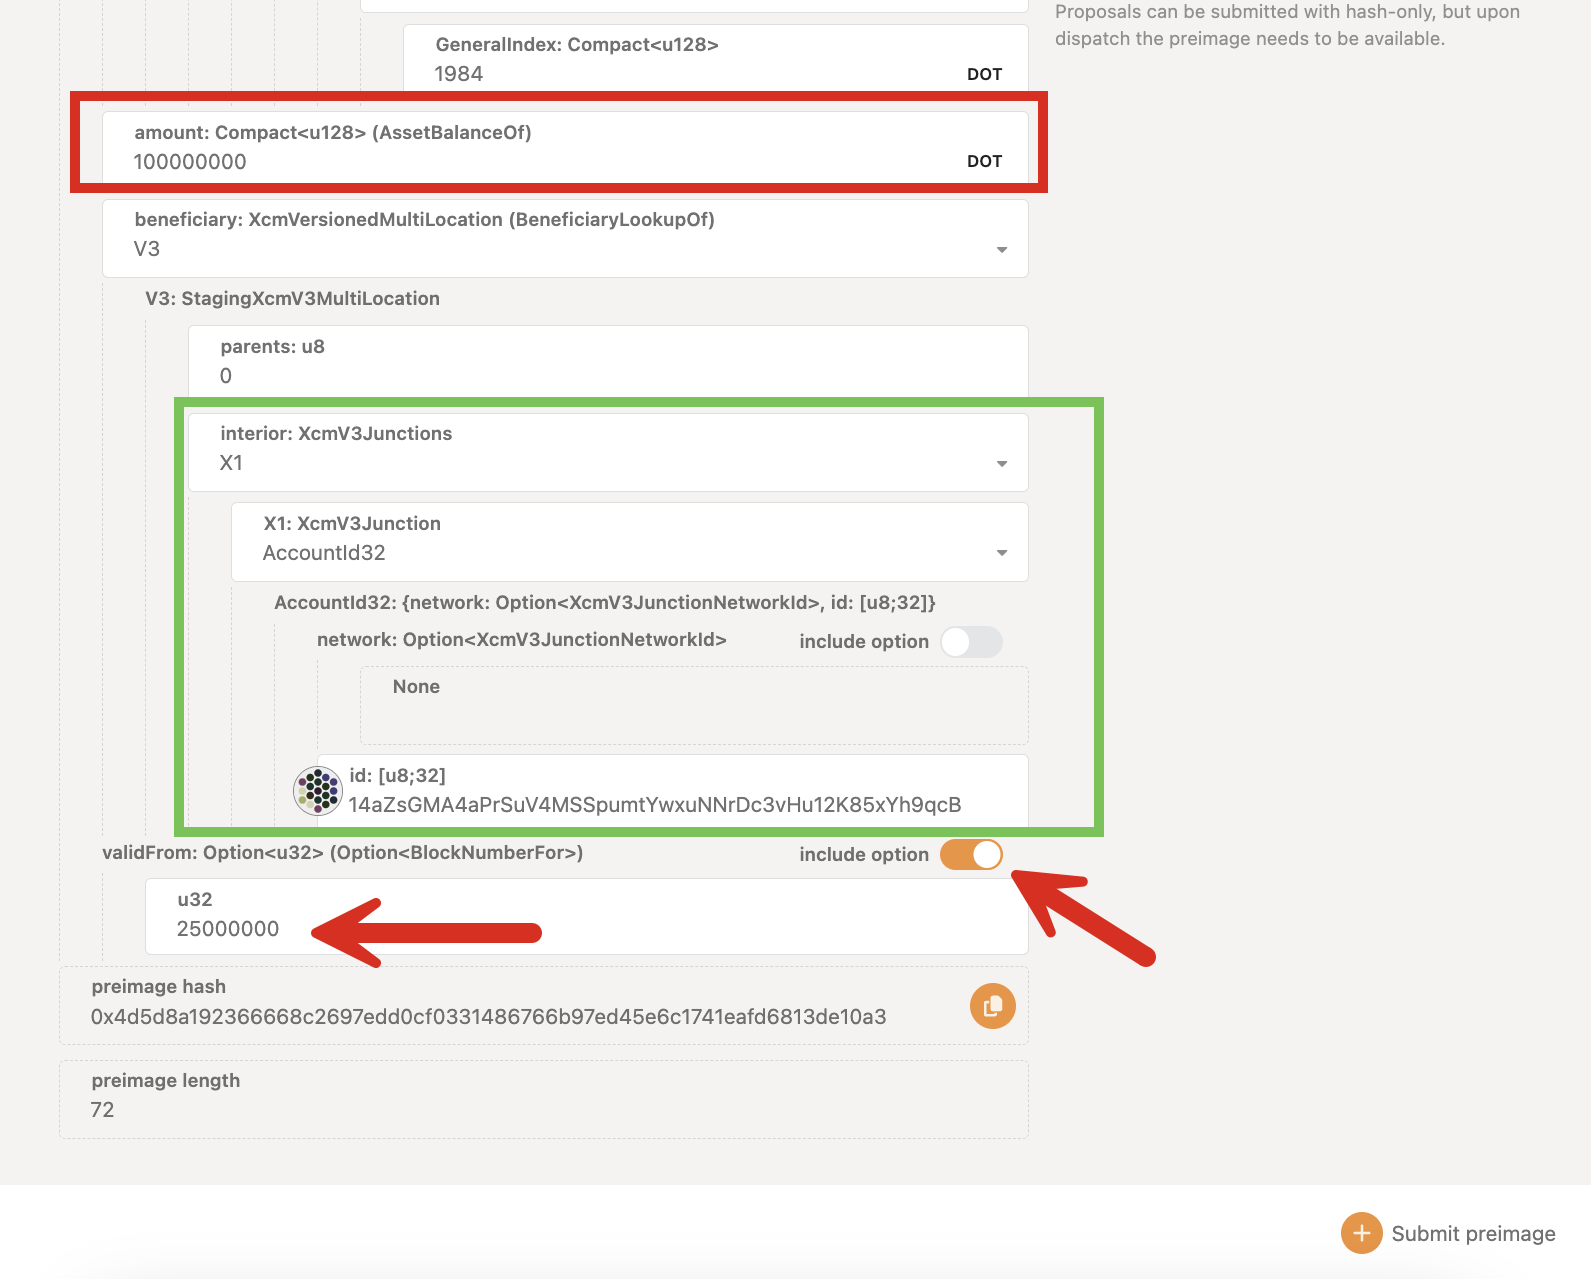 Proposals can be submitted with hash-only, but upon
dispatch the preimage needs to be available.
GeneralIndex: Compact<u128>
1984
DOT
amount: Compact<u128> (AssetBalanceOf)
100000000
DOT
beneficiary: XcmVersionedMultiLocation (BeneficiaryLookupOf)
V3
V3: StagingXcmV3MultiLocation
parents: u8
0
interior: XcmV3Junctions
X1
X1: XcmV3Junction
AccountId32
AccountId32: {network: Option<XcmV3JunctionNetworkId>, id: [u8;32]}
network: Option<XcmV3JunctionNetworkId>
include option
None
id: [u8;32]
14aZsGMA4aPrSuV4MSSpumtYwxuNNrDc3vHu12K85xYh9qcB
validFrom: Option<u32> (Option<BlockNumberFor>)
include option
u32
25000000
preimage hash
0x4d5d8a192366668c2697edd0cf0331486766b97ed45e6c1741eafd6813de10a3
preimage length
72
Submit preimage